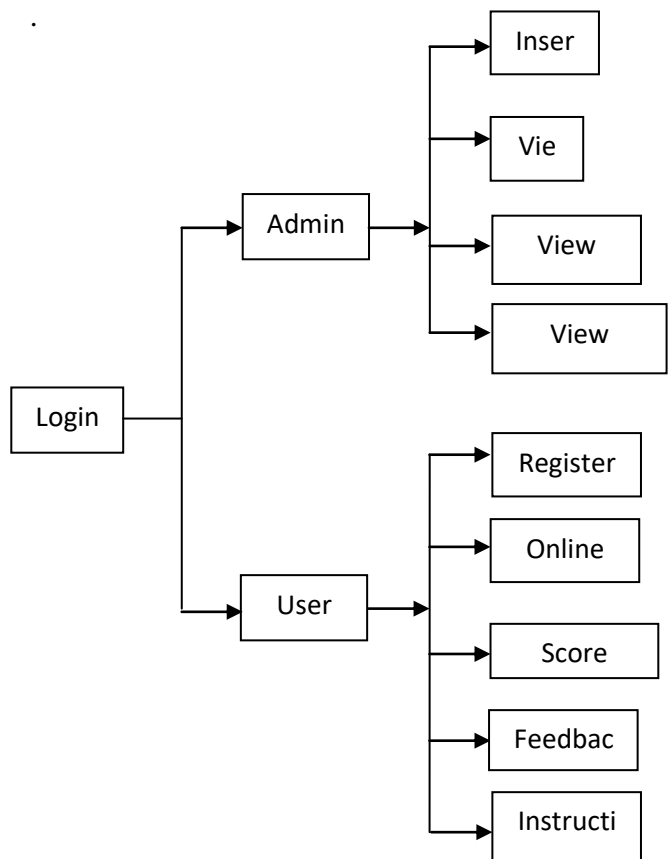 .
Inser
Vie
Admin
View
View
Login
Register
Online
User
Score
Feedbac
Instructi